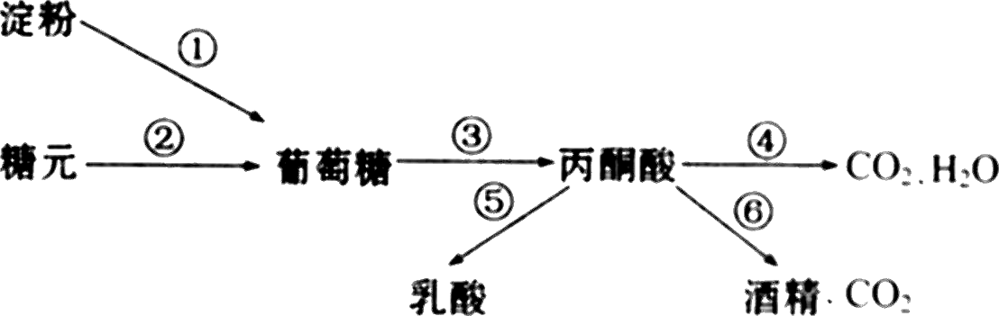 淀粉
①
糖元 ② 葡萄糖 ③ 丙酮酸 ④ CO₂.H₂O
⑤ ⑥
乳酸 酒精.CO₂